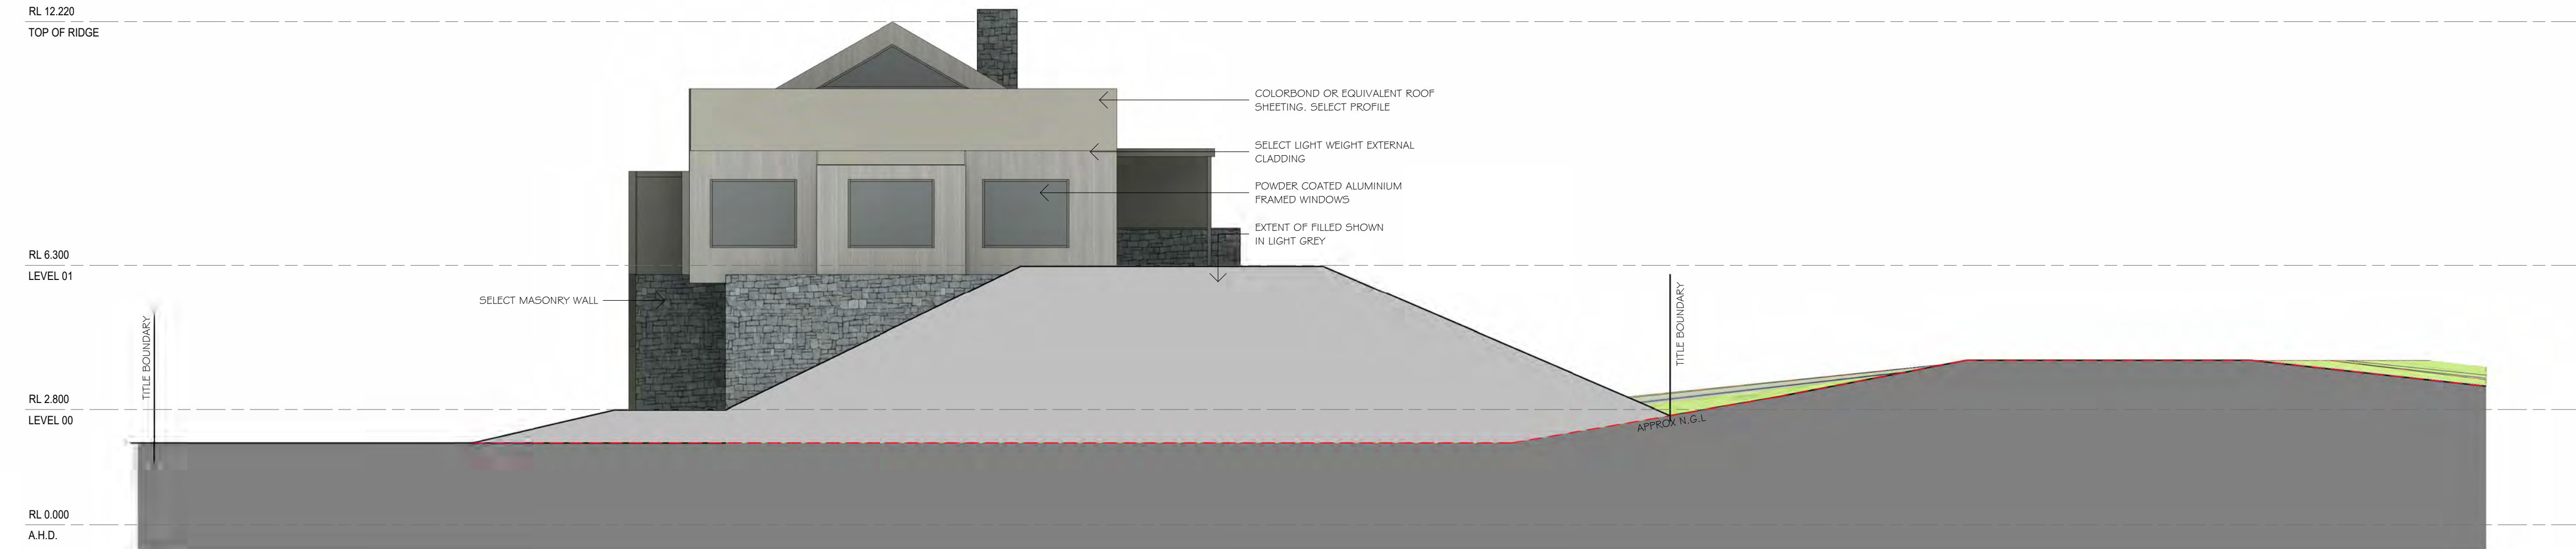 RL 12.220
TOP OF RIDGE
COLORBOND OR EQUIVALENT ROOF
SHEETING, SELECT PROFILE
SELECT LIGHT WEIGHT EXTERNAL
CLADDING
POWDER COATED ALUMINIUM
FRAMED WINDOWS
EXTENT OF FILLED SHOWN
IN LIGHT GREY
RL 6.300
LEVEL 01
SELECT MASONRY WALL
TITLE BOUNDARY
TITLE BOUNDARY
RL 2.800
LEVEL 00
APPROX N.G.L
RL 0.000
A.H.D.